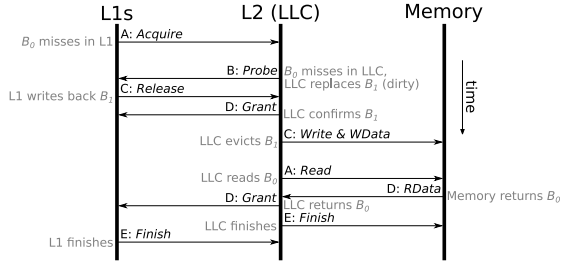 L1s L2 (LLC) Memory
A: Acquire
B₀ misses in L1
B: Probe B₀ misses in LLC,
LLC replaces B₁ (dirty)
time
C: Release
L1 writes back B₁
D: Grant LLC confirms B₁
C: Write & WData
LLC evicts B₁
A: Read
LLC reads B₀
D: RData
Memory returns B₀
D: Grant
LLC returns B₀
E: Finish
LLC finishes
E: Finish
L1 finishes